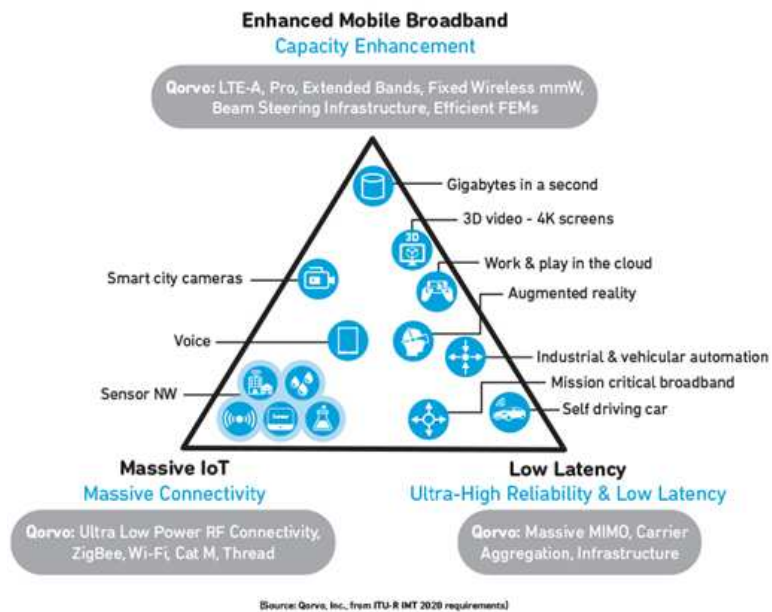 Enhanced Mobile Broadband
Capacity Enhancement
Qorvo: LTE-A, Pro, Extended Bands, Fixed Wireless mmW,
Beam Steering Infrastructure, Efficient FEMs
Gigabytes in a second
3D video - 4K screens
3D
Work & play in the cloud
Smart city cameras
Augmented reality
Voice
Industrial & vehicular automation
Mission critical broadband
Sensor NW
Self driving car
Massive IoT
Massive Connectivity
Qorvo: Ultra Low Power RF Connectivity,
ZigBee, Wi-Fi, Cat M, Thread
Low Latency
Ultra-High Reliability & Low Latency
Qorvo: Massive MIMO, Carrier
Aggregation, Infrastructure
(Source: Qorvo, Inc., from ITU-R IMT 2020 requirements)